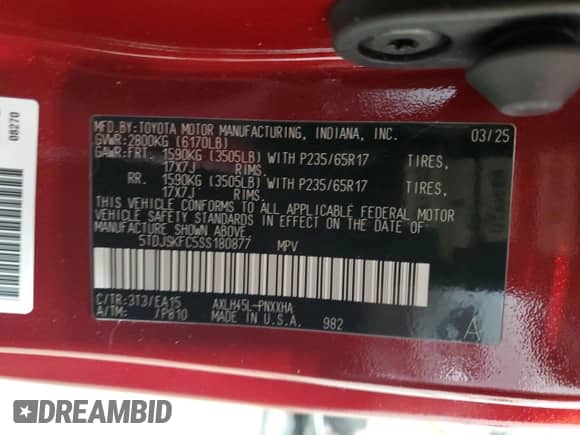 08270
MFD.BY:TOYOTA MOTOR MANUFACTURING, INDIANA, INC. 03/25
GVWR:2800KG (6170LB)
GAWR:FRT. 1590KG (3505LB) WITH P235/65R17 TIRES,
17X7J RIMS.
RR. 1590KG (3505LB) WITH P235/65R17 TIRES,
17X7J RIMS.
THIS VEHICLE CONFORMS TO ALL APPLICABLE FEDERAL MOTOR
VEHICLE SAFETY STANDARDS IN EFFECT ON THE DATE OF
MANUFACTURE SHOWN ABOVE.
5TDJSKFC5SS180877 MPV
C/TR:3T3/EA15 AXLH45L-PNXXHA
A/TM: /P810 MADE IN U.S.A. 982
A
DREAMBID